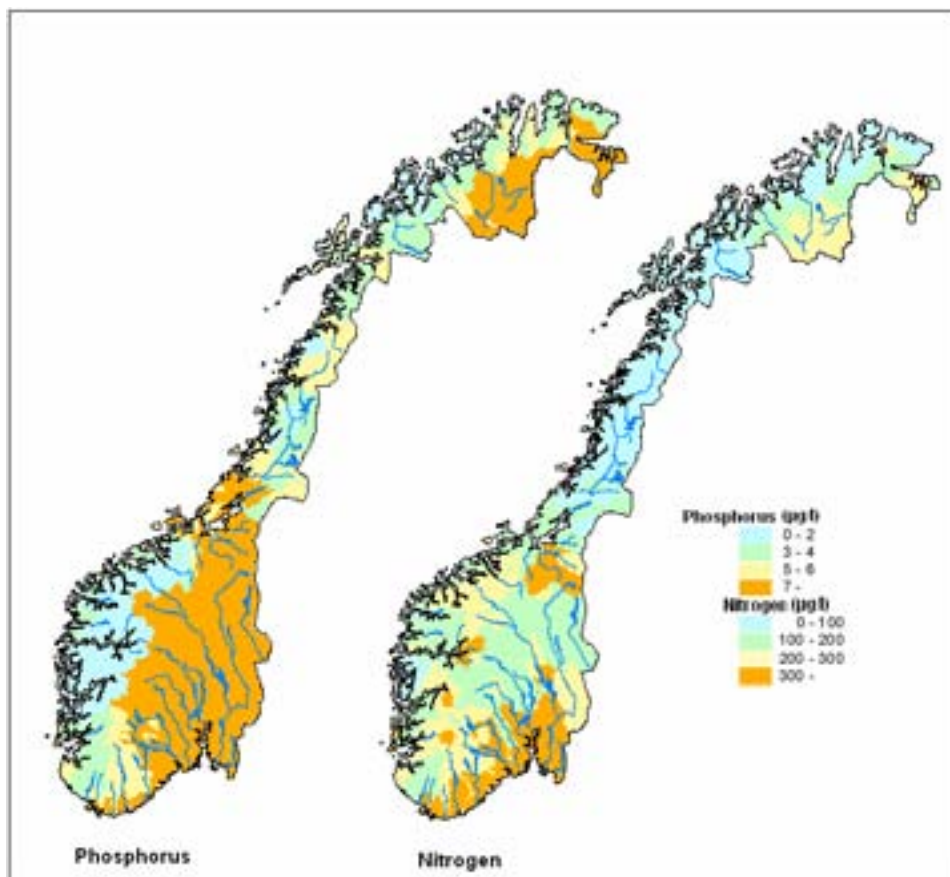 Phosphorus (µg/l)
0 - 2
3 - 4
5 - 6
7 -
Nitrogen (µg/l)
0 - 100
100 - 200
200 - 300
300 -
Phosphorus
Nitrogen